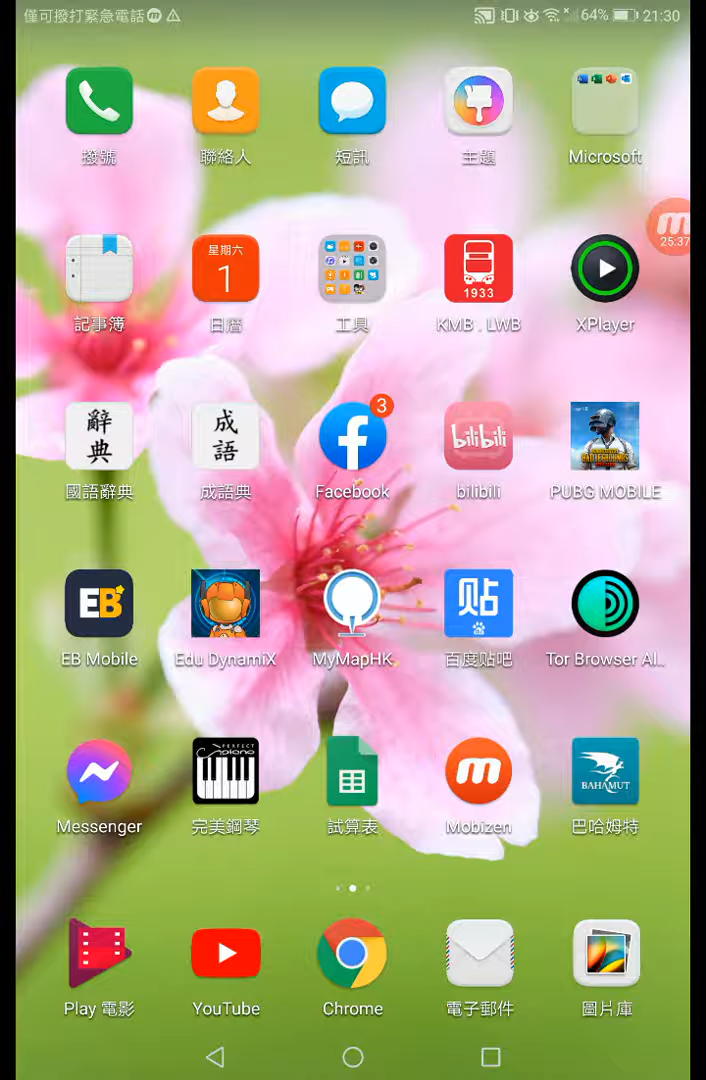 僅可撥打緊急電話
64%
21:30
撥號
聯絡人
短訊
主題
Microsoft
25:37
星期六
1
1933
記事簿
日曆
工具
KMB . LWB
XPlayer
辭典
成語
3
bilibili
國語辭典
成語典
Facebook
bilibili
PUBG MOBILE
EB
贴
EB Mobile
Edu DynamiX
MyMapHK
百度贴吧
Tor Browser Al..
PERFECT
piano
BAHAMUT
Messenger
完美鋼琴
試算表
Mobizen
巴哈姆特
Play 電影
YouTube
Chrome
電子郵件
圖片庫